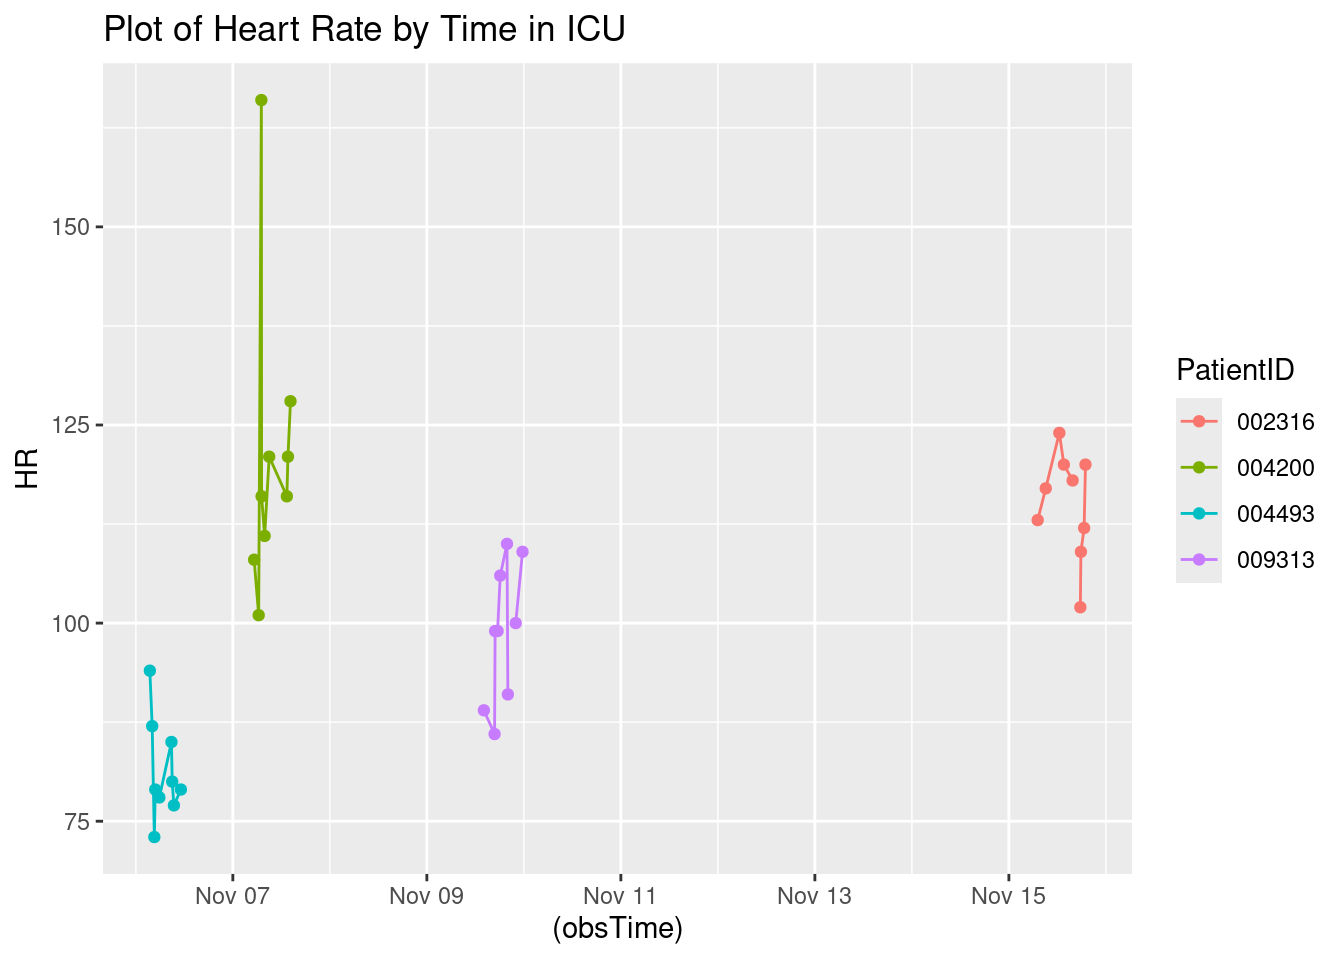 Plot of Heart Rate by Time in ICU
HR
150
125
100
75
Nov 07 Nov 09 Nov 11 Nov 13 Nov 15
(obsTime)
PatientID
002316
004200
004493
009313